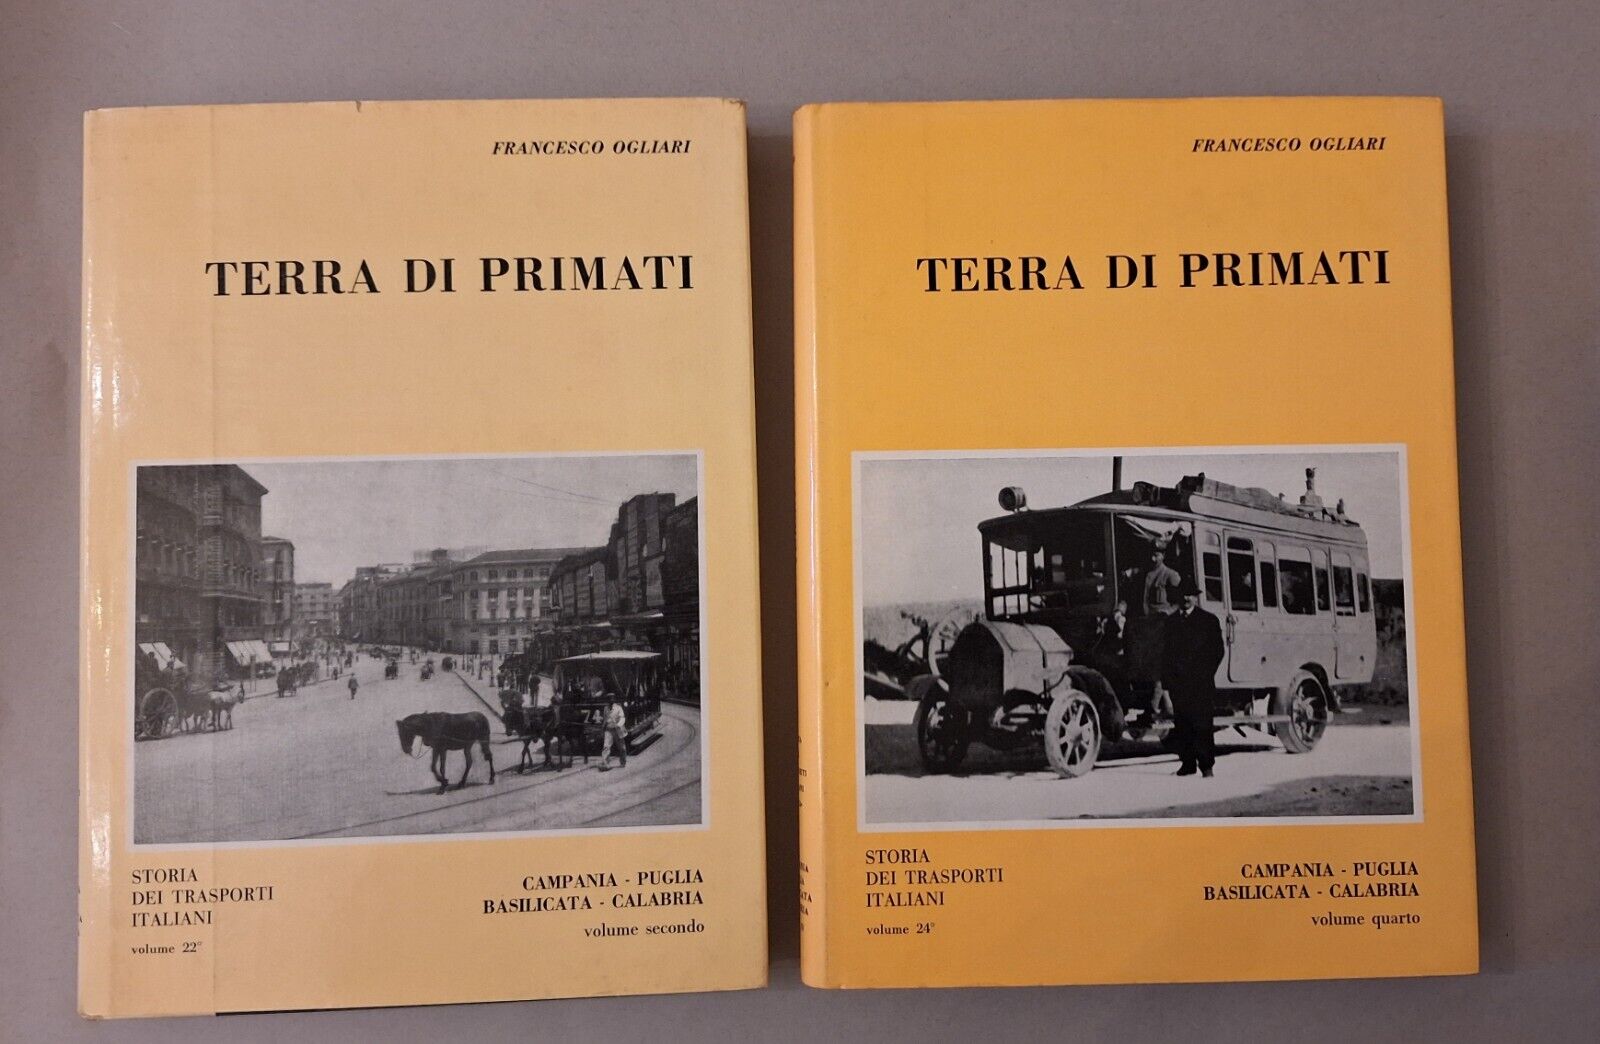 FRANCESCO OGLIARI
TERRA DI PRIMATI
74
STORIA
DEI TRASPORTI
ITALIANI
volume 22°
CAMPANIA - PUGLIA
BASILICATA - CALABRIA
volume secondo
FRANCESCO OGLIARI
TERRA DI PRIMATI
STORIA
DEI TRASPORTI
ITALIANI
volume 24°
CAMPANIA - PUGLIA
BASILICATA - CALABRIA
volume quarto